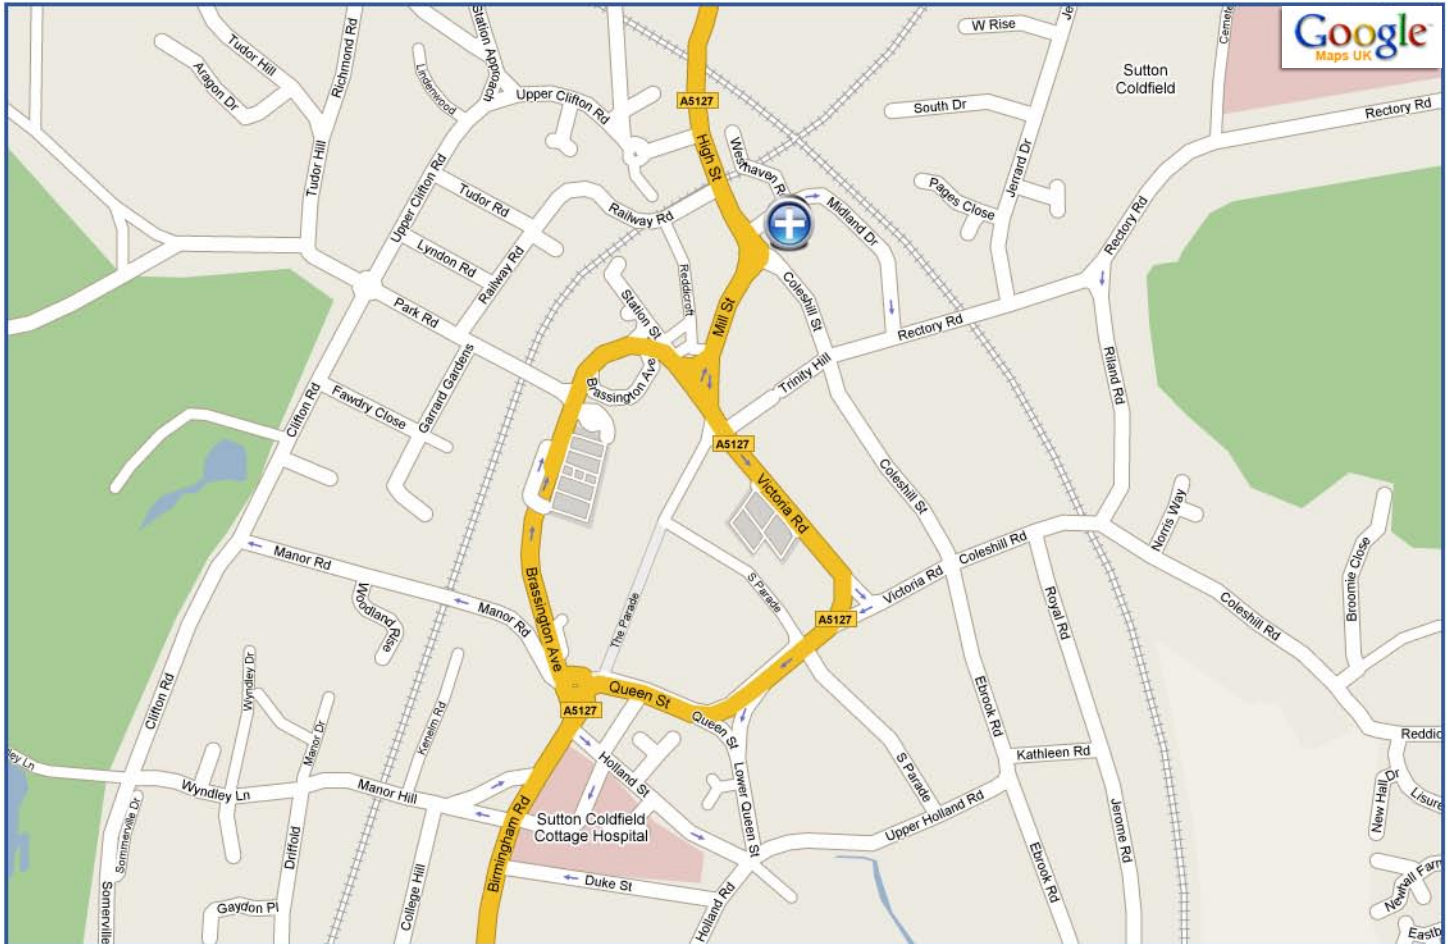 Google
Maps UK
W Rise
Sutton
Coldfield
Rectory Rd
South Dr
Jerrard Dr
Pages Close
Rectory Rd
Tudor Hill
Richmond Rd
Aragon Dr
Tudor Hill
Station Approach
Lindenwood
Upper Clifton Rd
A5127
High St
Midland Dr
Upper Clifton Rd
Tudor Rd
Railway Rd
Lyndon Rd
Railway Rd
Reddicroft
Station St
Mill St
Coleshill St
Rectory Rd
Riland Rd
Park Rd
Trinity Hill
Brassington Ave
Garrard Gardens
Fawdry Close
Clifton Rd
A5127
Victoria Rd
Coleshill St
Norris Way
Broomie Close
Coleshill Rd
Coleshill Rd
Victoria Rd
A5127
Royal Rd
S Parade
The Parade
Manor Rd
Manor Rd
Woodland Rise
Brassington Ave
Queen St
Queen St
A5127
Clifton Rd
Wyndley Dr
Manor Dr
Kenelm Rd
Wyndley Ln
Manor Hill
Holland St
Sutton Coldfield
Cottage Hospital
Lower Queen St
S Parade
Upper Holland Rd
Ebrook Rd
Kathleen Rd
Jerome Rd
Ebrook Rd
New Hall Dr
Sommerville Dr
Somerville
Driffold
Gaydon Pl
College Hill
Birmingham Rd
Duke St
Holland Rd